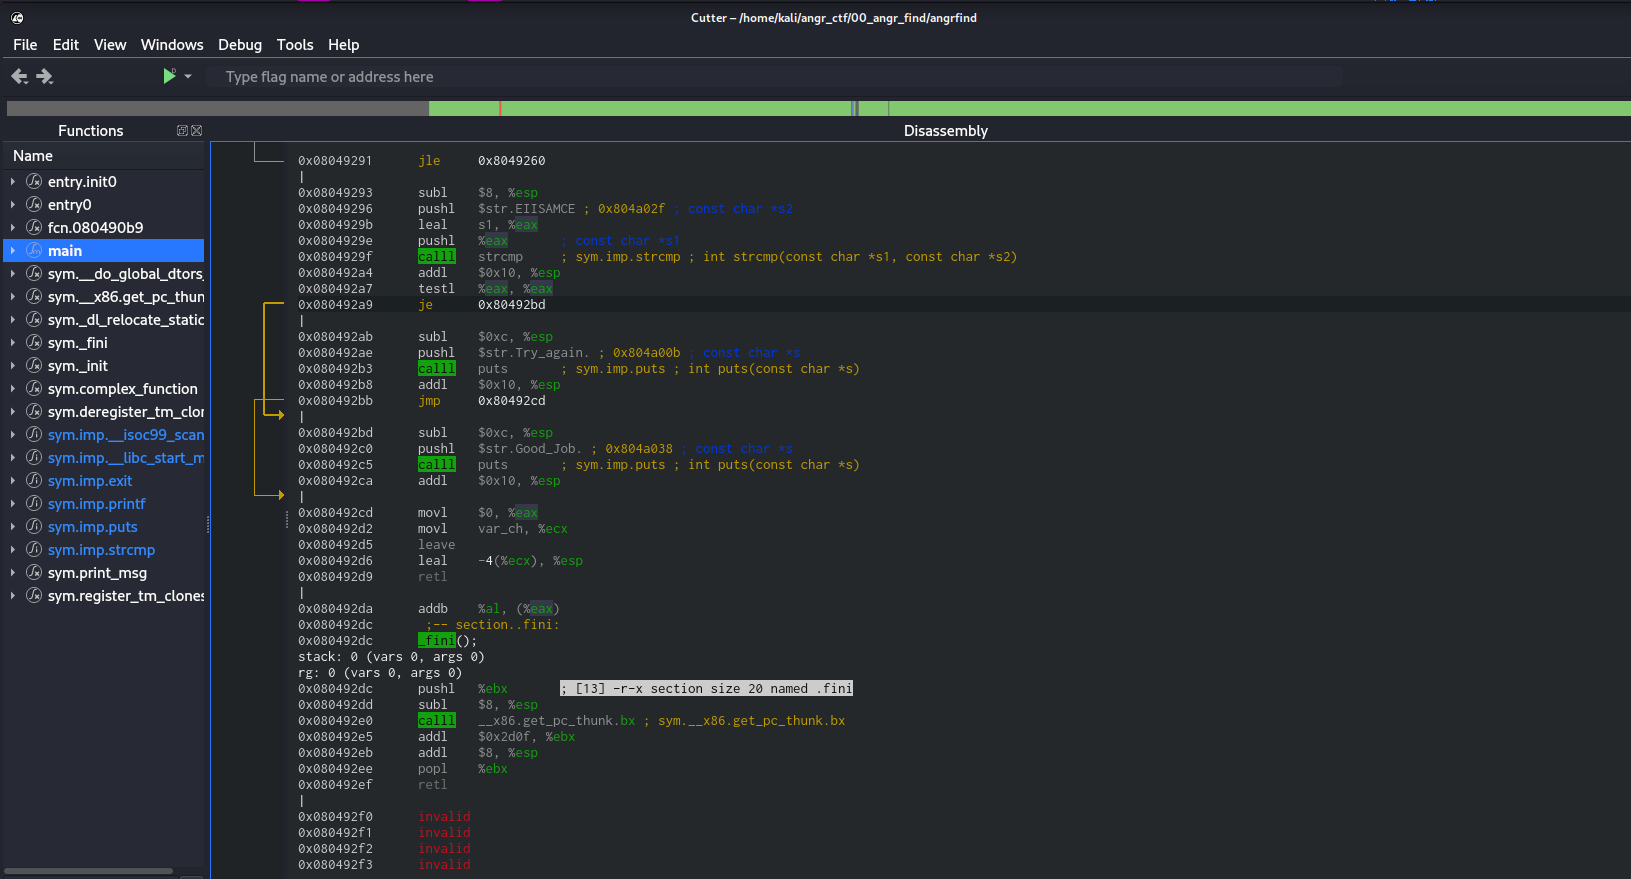 Cutter – /home/kali/angr_ctf/00_angr_find/angrfind
File Edit View Windows Debug Tools Help
Type flag name or address here
Functions
Name
entry.init0
entry0
fcn.080490b9
main
sym.__do_global_dtors_
sym.__x86.get_pc_thun
sym._dl_relocate_static
sym._fini
sym._init
sym.complex_function
sym.deregister_tm_clor
sym.imp.__isoc99_scan
sym.imp.__libc_start_m
sym.imp.exit
sym.imp.printf
sym.imp.puts
sym.imp.strcmp
sym.print_msg
sym.register_tm_clones
Disassembly
0x08049291 jle 0x8049260
|
0x08049293 subl $8, %esp
0x08049296 pushl $str.EIISAMCE ; 0x804a02f ; const char *s2
0x0804929b leal s1, %eax
0x0804929e pushl %eax ; const char *s1
0x0804929f calll strcmp ; sym.imp.strcmp ; int strcmp(const char *s1, const char *s2)
0x080492a4 addl $0x10, %esp
0x080492a7 testl %eax, %eax
0x080492a9 je 0x80492bd
|
0x080492ab subl $0xc, %esp
0x080492ae pushl $str.Try_again. ; 0x804a00b ; const char *s
0x080492b3 calll puts ; sym.imp.puts ; int puts(const char *s)
0x080492b8 addl $0x10, %esp
0x080492bb jmp 0x80492cd
|
0x080492bd subl $0xc, %esp
0x080492c0 pushl $str.Good_Job. ; 0x804a038 ; const char *s
0x080492c5 calll puts ; sym.imp.puts ; int puts(const char *s)
0x080492ca addl $0x10, %esp
|
0x080492cd movl $0, %eax
0x080492d2 movl var_ch, %ecx
0x080492d5 leave
0x080492d6 leal -4(%ecx), %esp
0x080492d9 retl
|
0x080492da addb %al, (%eax)
0x080492dc ;-- section..fini:
0x080492dc _fini();
stack: 0 (vars 0, args 0)
rg: 0 (vars 0, args 0)
0x080492dc pushl %ebx ; [13] -r-x section size 20 named .fini
0x080492dd subl $8, %esp
0x080492e0 calll __x86.get_pc_thunk.bx ; sym.__x86.get_pc_thunk.bx
0x080492e5 addl $0x2d0f, %ebx
0x080492eb addl $8, %esp
0x080492ee popl %ebx
0x080492ef retl
|
0x080492f0 invalid
0x080492f1 invalid
0x080492f2 invalid
0x080492f3 invalid